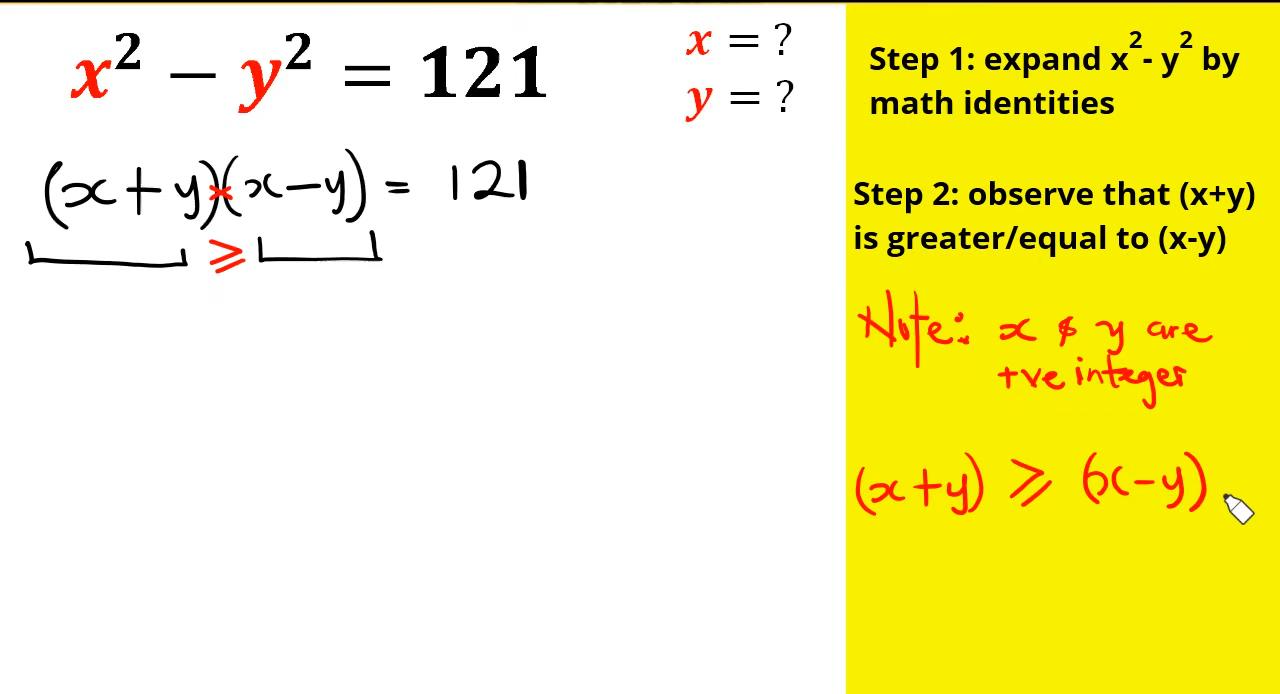 x² − y² = 121
x = ?
y = ?
(x + y)×(x − y) = 121
≥
Step 1: expand x² - y² by
math identities
Step 2: observe that (x+y)
is greater/equal to (x-y)
Note: x & y are
+ve integer
(x + y) ≥ (x − y)